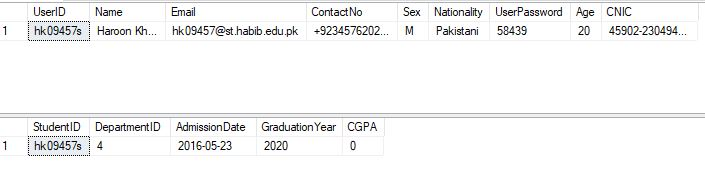 UserID Name Email ContactNo Sex Nationality UserPassword Age CNIC
1 hk09457s Haroon Kh... hk09457@st.habib.edu.pk +9234576202... M Pakistani 58439 20 45902-230494...
StudentID DepartmentID AdmissionDate GraduationYear CGPA
1 hk09457s 4 2016-05-23 2020 0